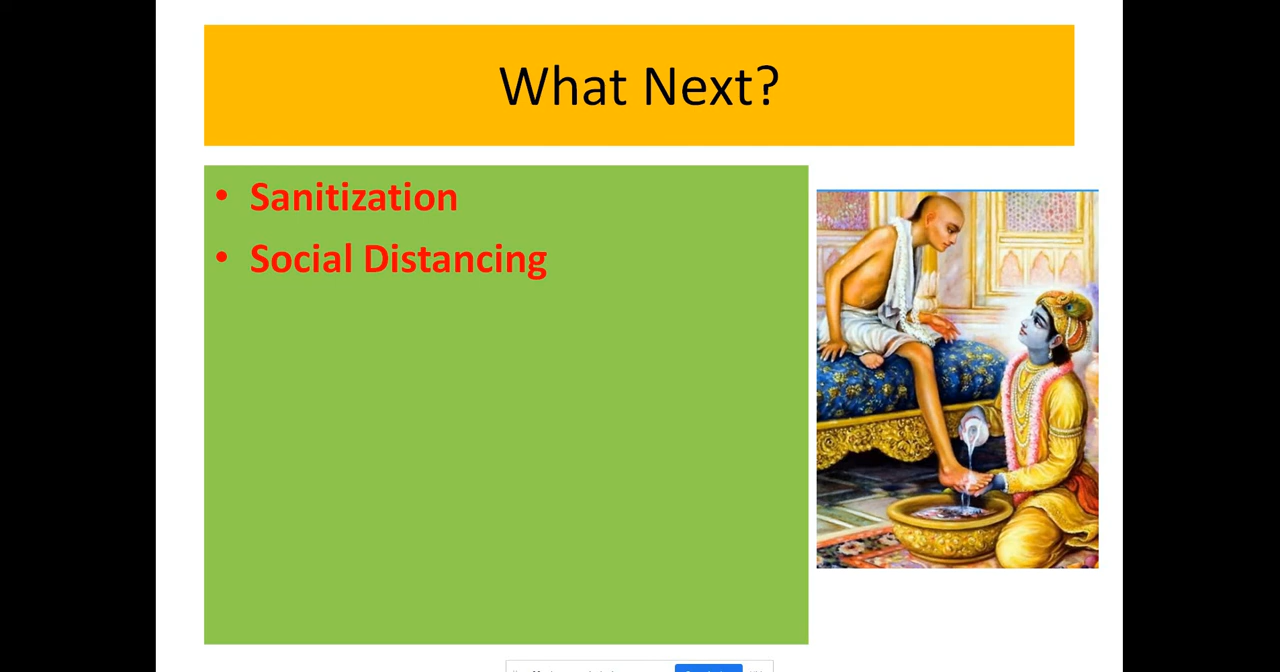 What Next?
• Sanitization
• Social Distancing